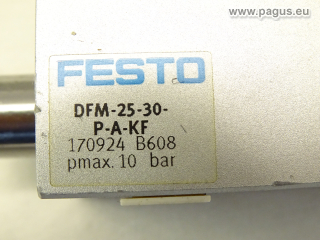 www.pagus.eu
FESTO
DFM-25-30-
P-A-KF
170924 B608
pmax. 10 bar